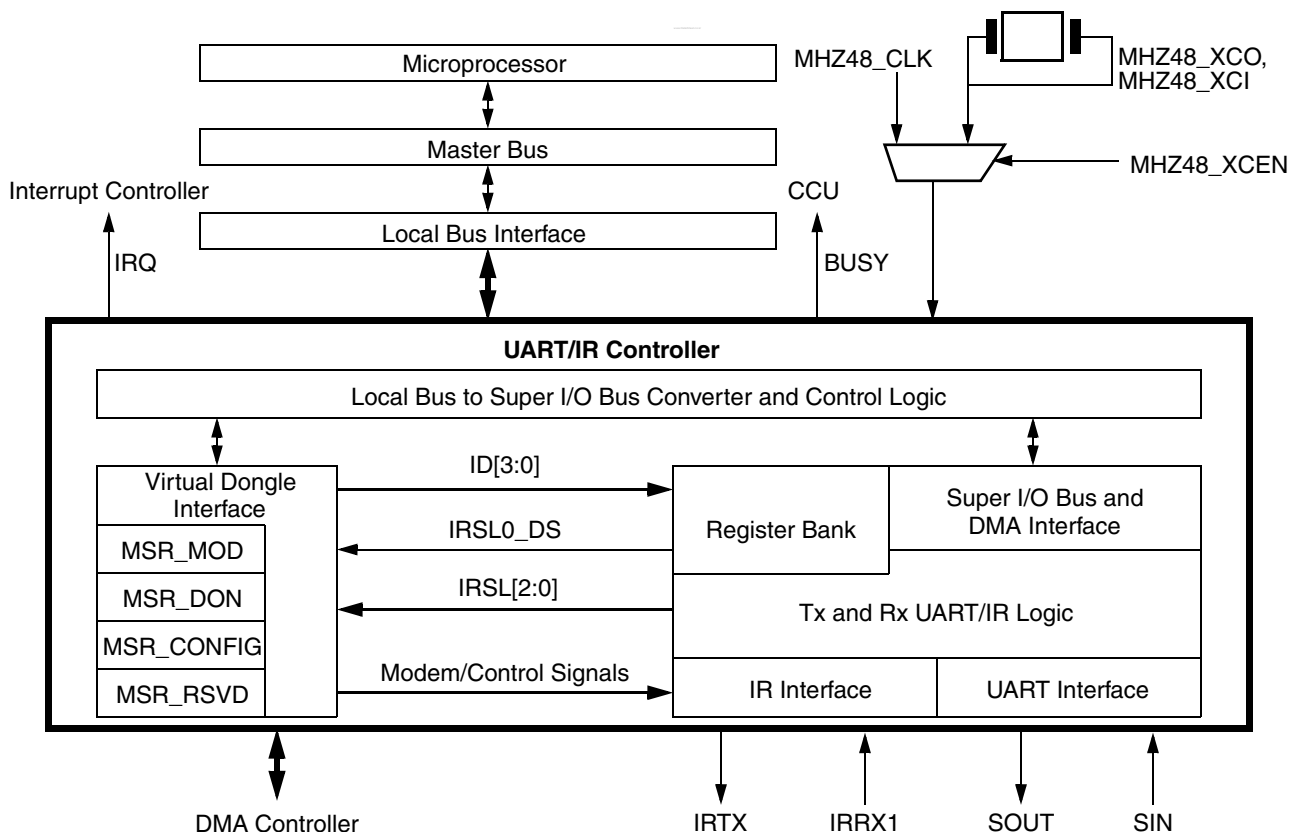 Microprocessor
MHZ48_CLK
MHZ48_XCO,
MHZ48_XCI
Master Bus
MHZ48_XCEN
Interrupt Controller
CCU
Local Bus Interface
IRQ
BUSY
UART/IR Controller
Local Bus to Super I/O Bus Converter and Control Logic
Virtual Dongle
Interface
MSR_MOD
MSR_DON
MSR_CONFIG
MSR_RSVD
ID[3:0]
IRSL0_DS
IRSL[2:0]
Modem/Control Signals
Register Bank
Super I/O Bus and
DMA Interface
Tx and Rx UART/IR Logic
IR Interface
UART Interface
DMA Controller
IRTX
IRRX1
SOUT
SIN